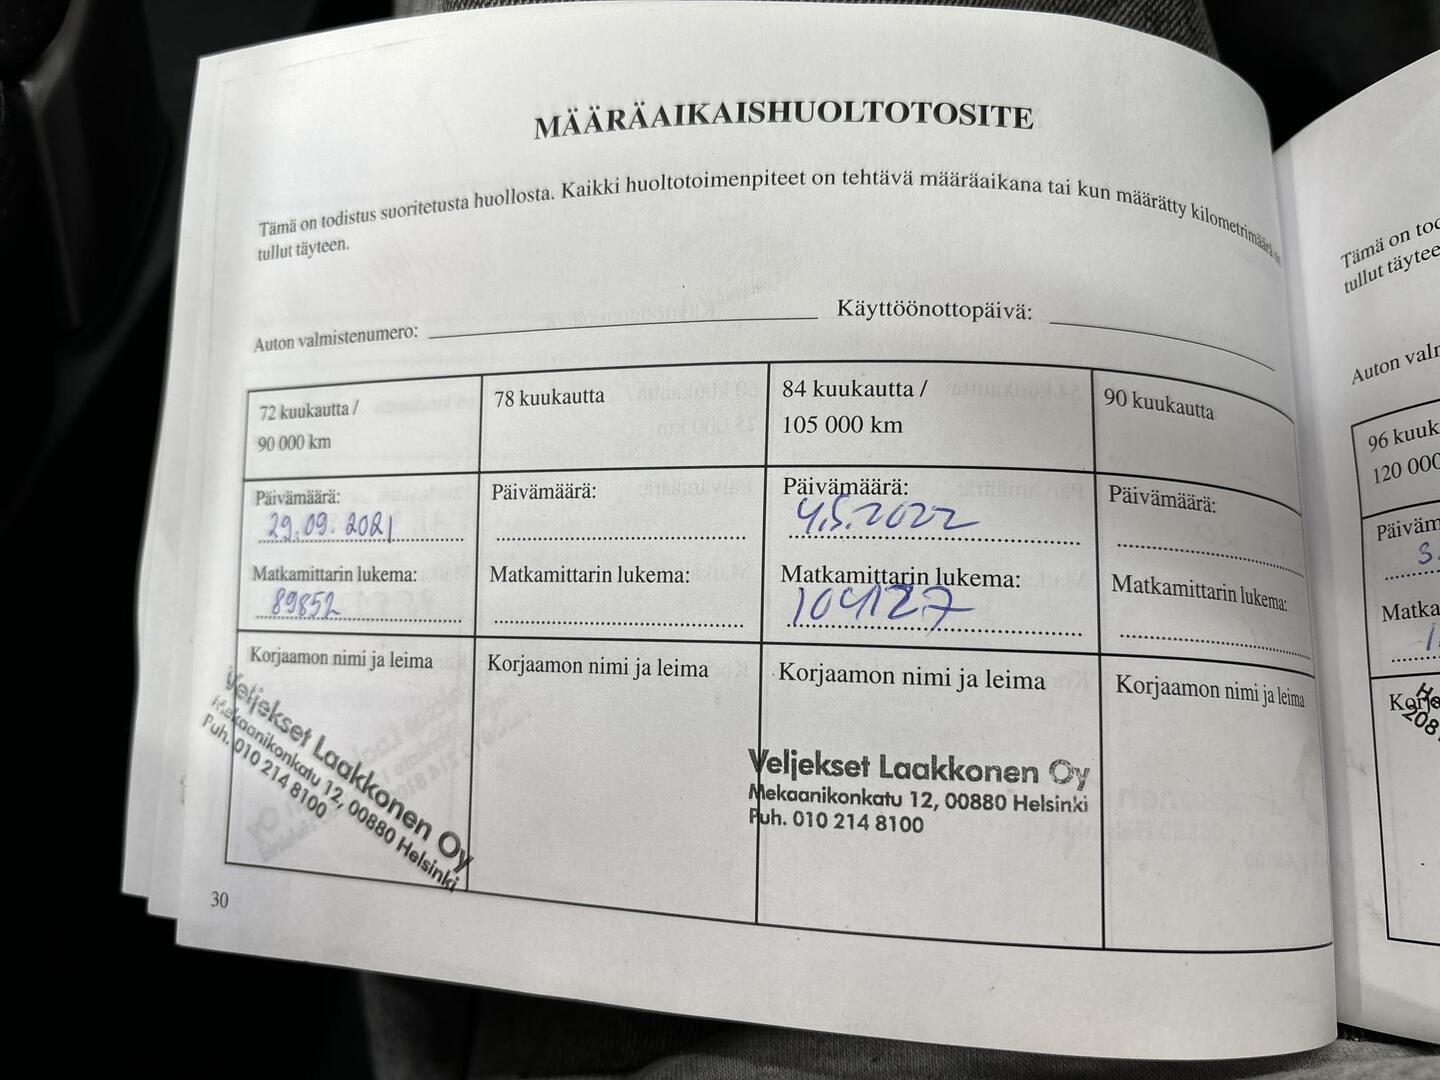 MÄÄRÄAIKAISHUOLTOTOSITE
Tämä on todistus suoritetusta huollosta. Kaikki huoltotoimenpiteet on tehtävä määräaikana tai kun määrätty kilometrimäärä on
tullut täyteen.
Auton valmistenumero:
Käyttöönottopäivä:
72 kuukautta /
90 000 km
Päivämäärä:
29.09.2021
Matkamittarin lukema:
89852
Korjaamon nimi ja leima
Veljekset Laakkonen Oy
Mekaanikonkatu 12, 00880 Helsinki
Puh. 010 214 8100
78 kuukautta
Päivämäärä:
Matkamittarin lukema:
Korjaamon nimi ja leima
84 kuukautta /
105 000 km
Päivämäärä:
4.5.2022
Matkamittarin lukema:
104127
Korjaamon nimi ja leima
Veljekset Laakkonen Oy
Mekaanikonkatu 12, 00880 Helsinki
Puh. 010 214 8100
90 kuukautta
Päivämäärä:
Matkamittarin lukema:
Korjaamon nimi ja leima
30
Tämä on tod
tullut täytee
Auton valm
96 kuuk
120 000
Päiväm
3.
Matka